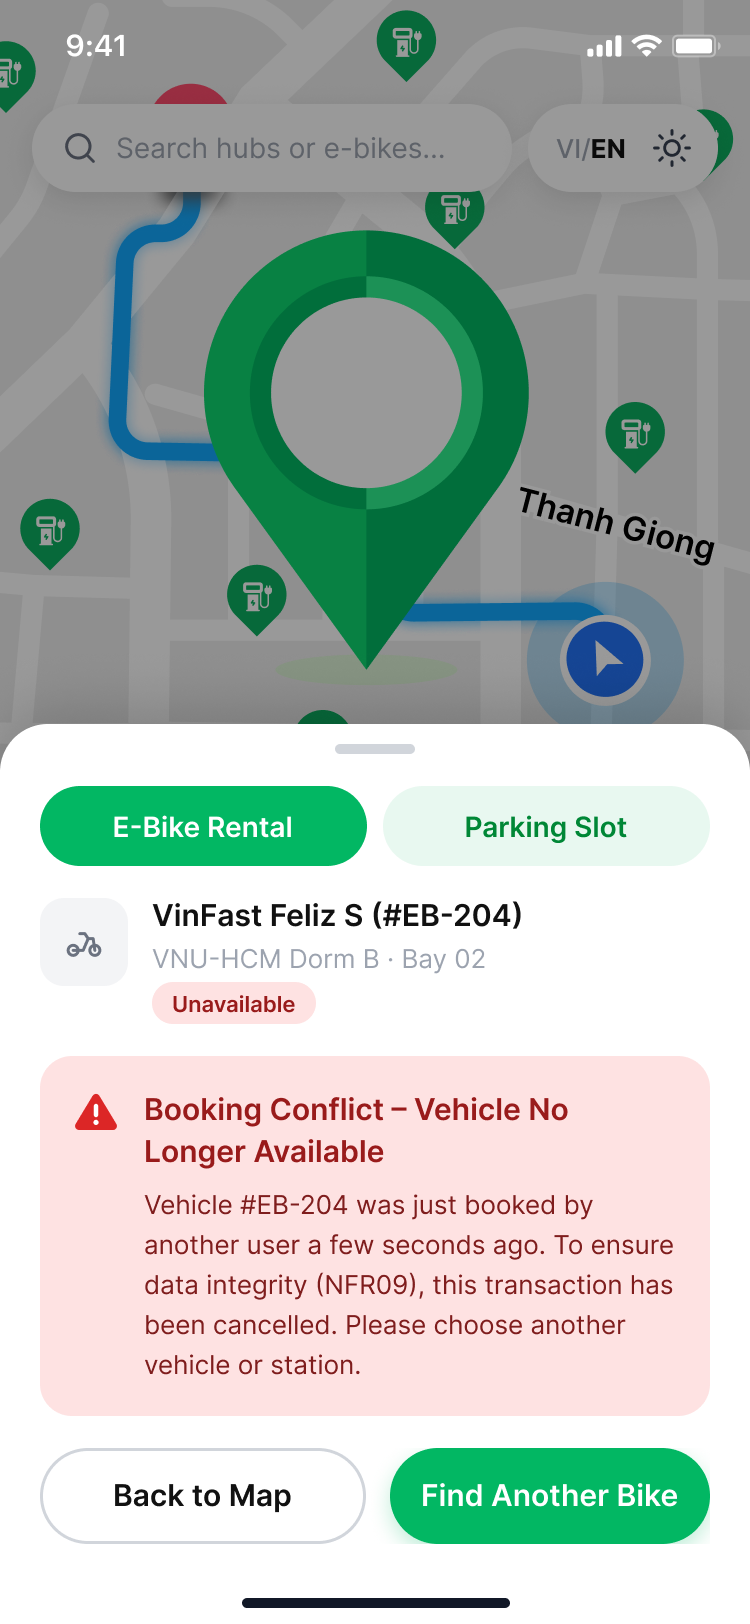 9:41
Search hubs or e-bikes...
VI/EN
Thanh Giong
E-Bike Rental
Parking Slot
VinFast Feliz S (#EB-204)
VNU-HCM Dorm B · Bay 02
Unavailable
Booking Conflict – Vehicle No
Longer Available
Vehicle #EB-204 was just booked by
another user a few seconds ago. To ensure
data integrity (NFR09), this transaction has
been cancelled. Please choose another
vehicle or station.
Back to Map
Find Another Bike